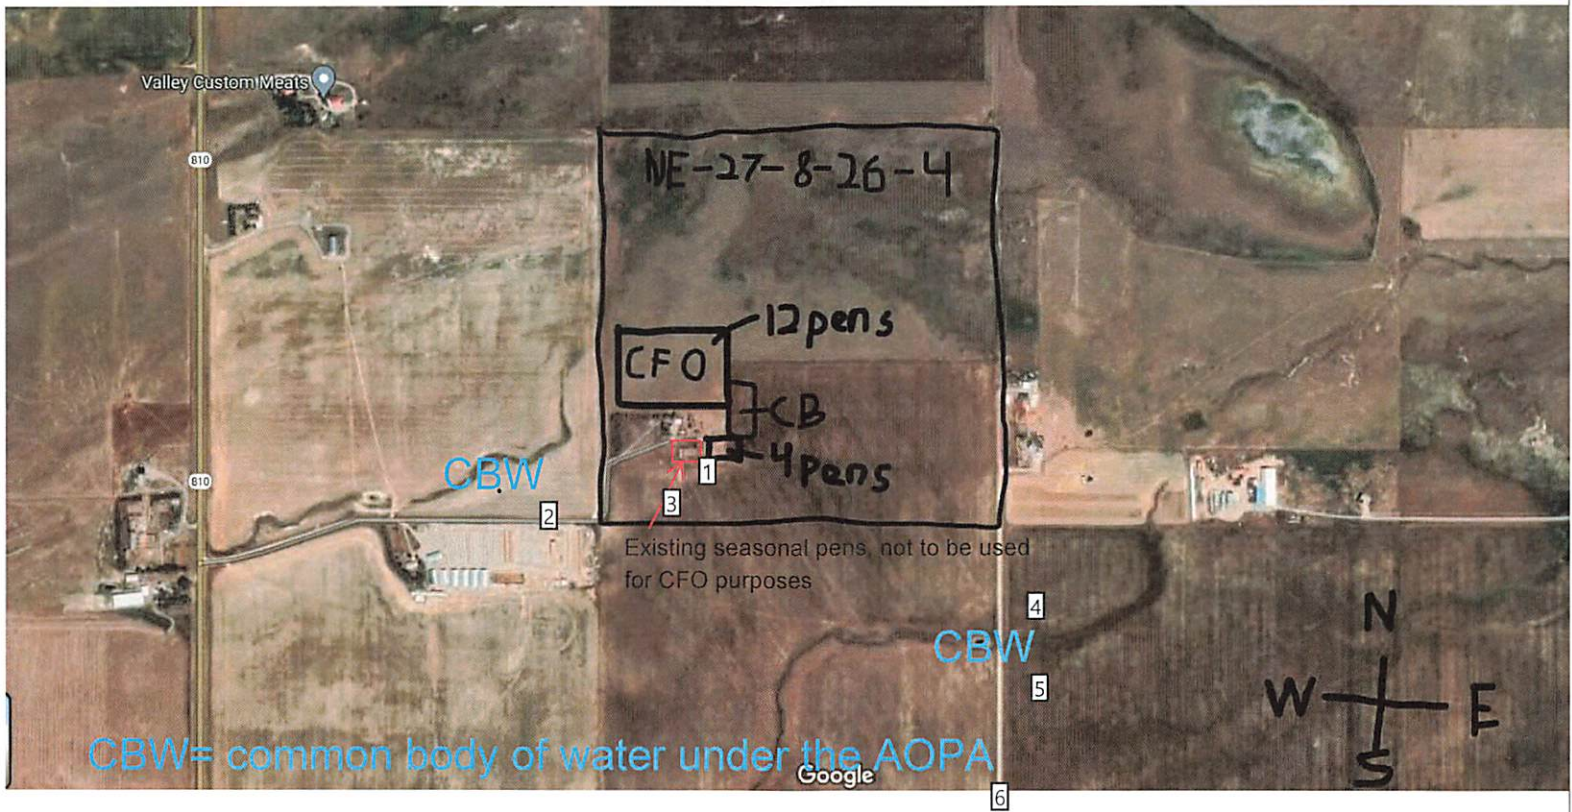 Valley Custom Meats
810
NE-27-8-26-4
12 pens
CFO
CB
4 pens
1
810
CBW
2
3
Existing seasonal pens, not to be used
for CFO purposes
4
CBW
5
N
W E
S
CBW= common body of water under the AOPA
Google
6